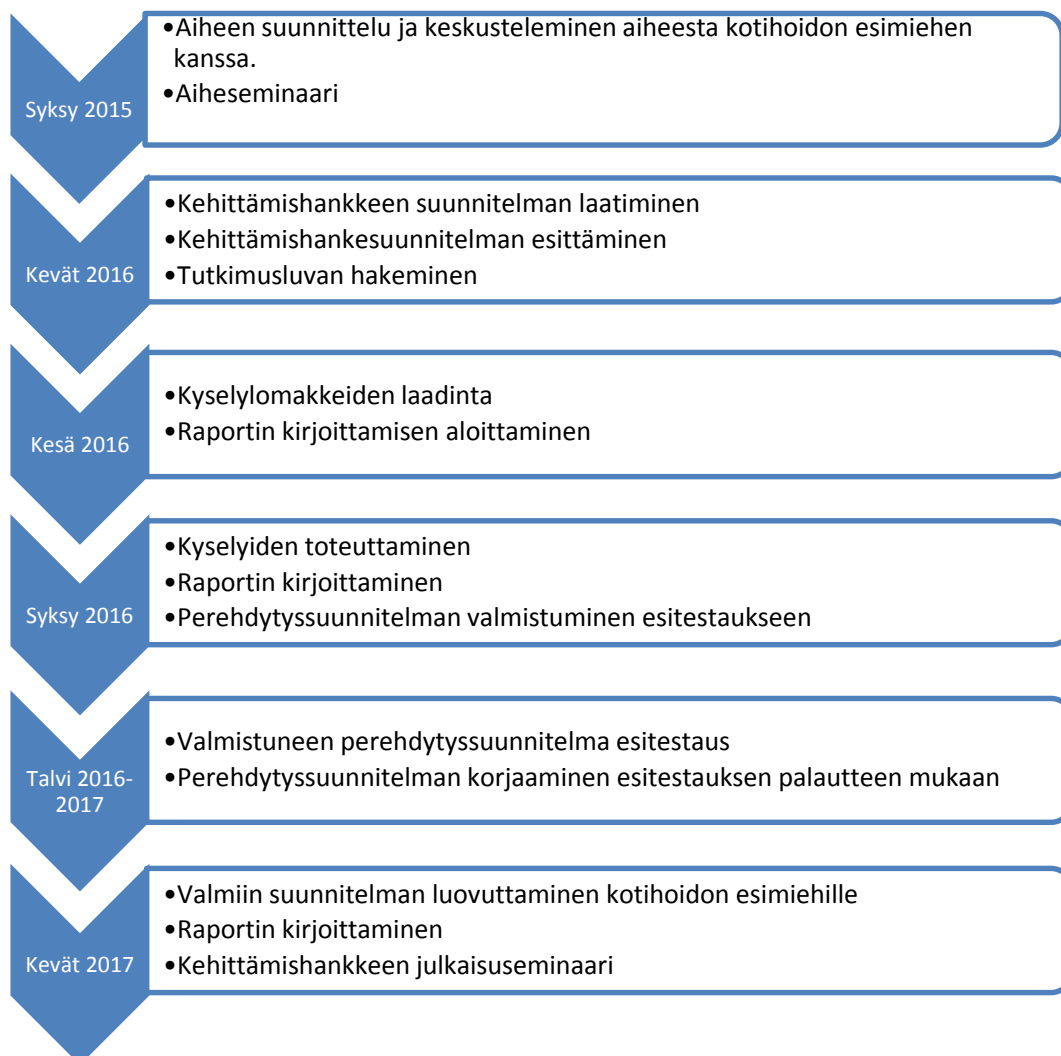 Syksy 2015
•Aiheen suunnittelu ja keskusteleminen aiheesta kotihoidon esimiehen
kanssa.
•Aiheseminaari
Kevät 2016
•Kehittämishankkeen suunnitelman laatiminen
•Kehittämishankesuunnitelman esittäminen
•Tutkimusluvan hakeminen
Kesä 2016
•Kyselylomakkeiden laadinta
•Raportin kirjoittamisen aloittaminen
Syksy 2016
•Kyselyiden toteuttaminen
•Raportin kirjoittaminen
•Perehdytyssuunnitelman valmistuminen esitestaukseen
Talvi 2016-
2017
•Valmistuneen perehdytyssuunnitelma esitestaus
•Perehdytyssuunnitelman korjaaminen esitestauksen palautteen mukaan
Kevät 2017
•Valmiin suunnitelman luovuttaminen kotihoidon esimiehille
•Raportin kirjoittaminen
•Kehittämishankkeen julkaisuseminaari